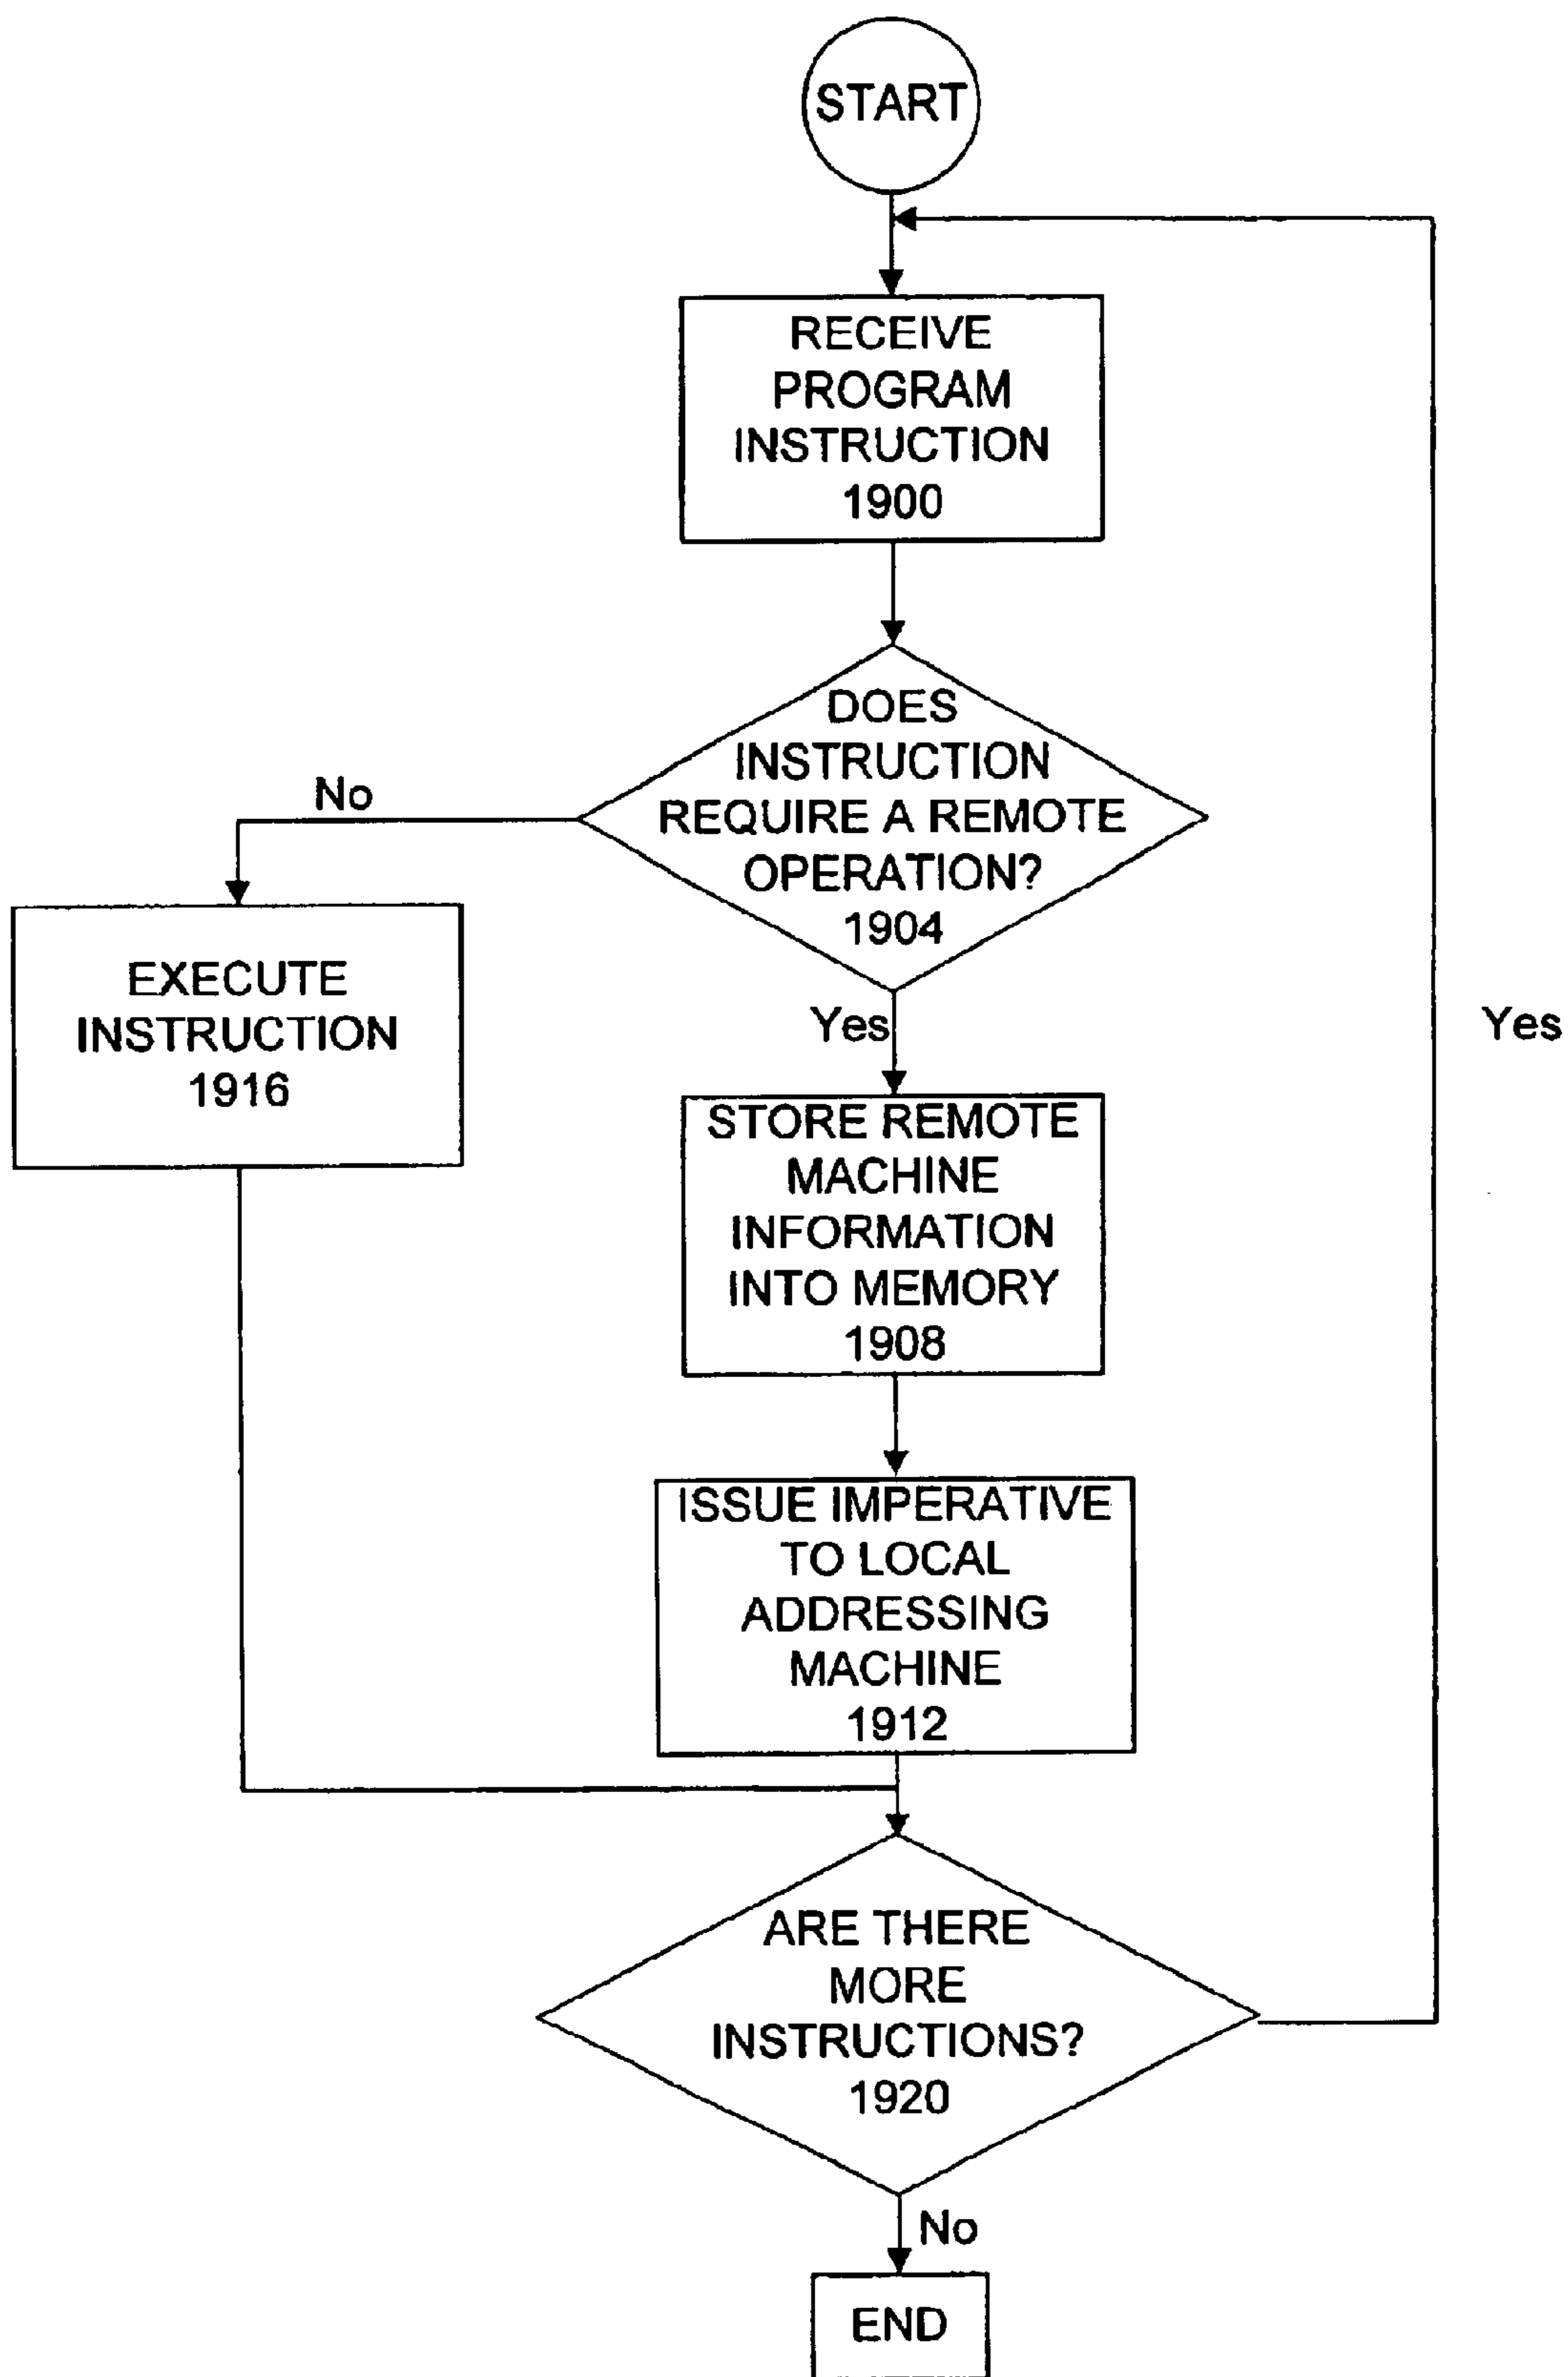 START
RECEIVE
PROGRAM
INSTRUCTION
1900
DOES
INSTRUCTION
REQUIRE A REMOTE
OPERATION?
1904
No
EXECUTE
INSTRUCTION
1916
Yes
STORE REMOTE
MACHINE
INFORMATION
INTO MEMORY
1908
ISSUE IMPERATIVE
TO LOCAL
ADDRESSING
MACHINE
1912
ARE THERE
MORE
INSTRUCTIONS?
1920
Yes
No
END